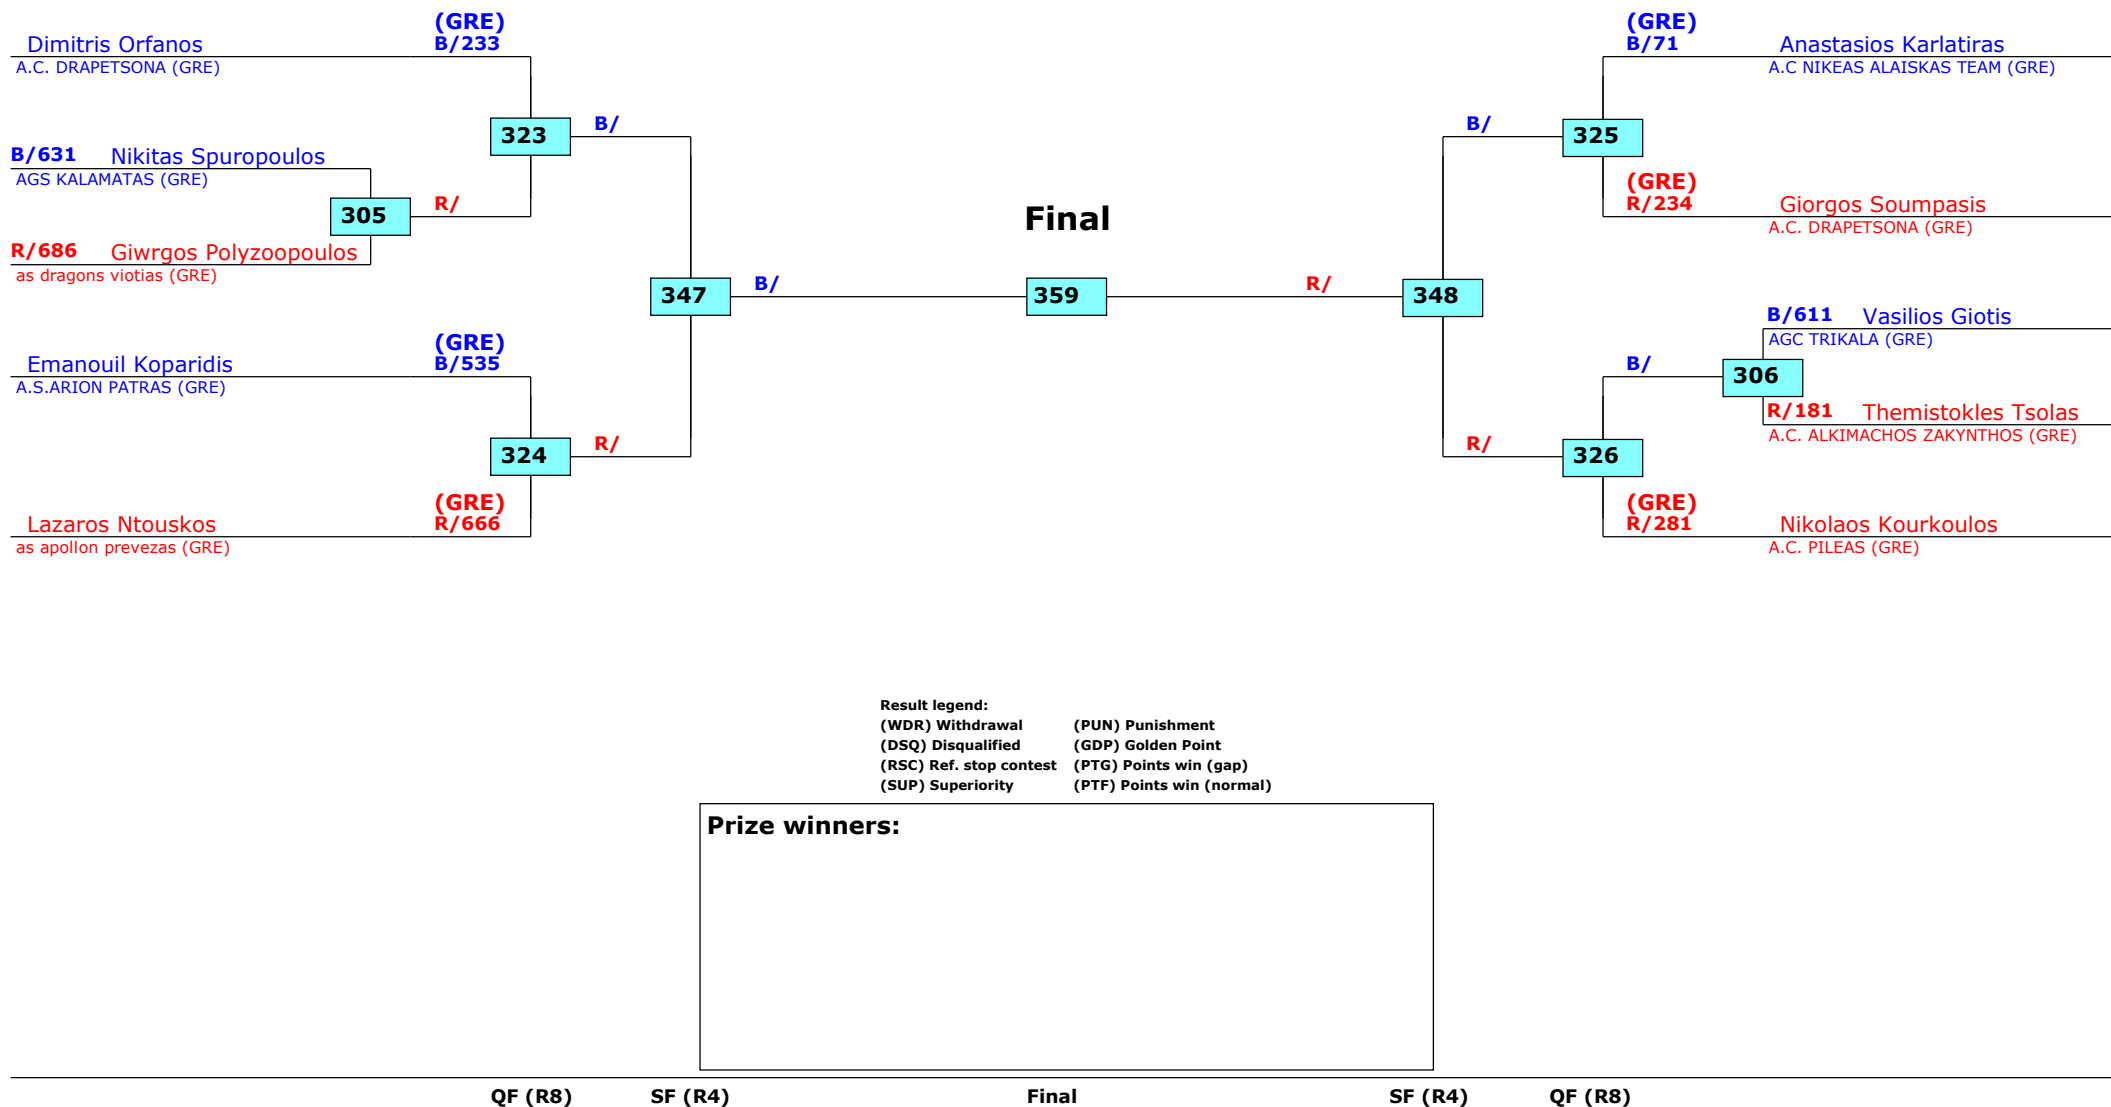 (GRE)
Dimitris Orfanos B/233
A.C. DRAPETSONA (GRE)
323 B/
B/631 Nikitas Spuropoulos
AGS KALAMATAS (GRE)
305 R/
R/686 Giwrgos Polyzoopoulos
as dragons viotias (GRE)
347 B/
(GRE)
Emanouil Koparidis B/535
A.S.ARION PATRAS (GRE)
324 R/
(GRE)
Lazaros Ntouskos R/666
as apollon prevezas (GRE)
Final
359
(GRE)
B/71 Anastasios Karlatiras
A.C NIKEAS ALAISKAS TEAM (GRE)
B/ 325
(GRE)
R/234 Giorgos Soumpasis
A.C. DRAPETSONA (GRE)
R/ 348
B/611 Vasilios Giotis
AGC TRIKALA (GRE)
B/ 306
R/181 Themistokles Tsolas
A.C. ALKIMACHOS ZAKYNTHOS (GRE)
R/ 326
(GRE)
R/281 Nikolaos Kourkoulos
A.C. PILEAS (GRE)
Result legend:
(WDR) Withdrawal (PUN) Punishment
(DSQ) Disqualified (GDP) Golden Point
(RSC) Ref. stop contest (PTG) Points win (gap)
(SUP) Superiority (PTF) Points win (normal)
Prize winners:
QF (R8) SF (R4) Final SF (R4) QF (R8)